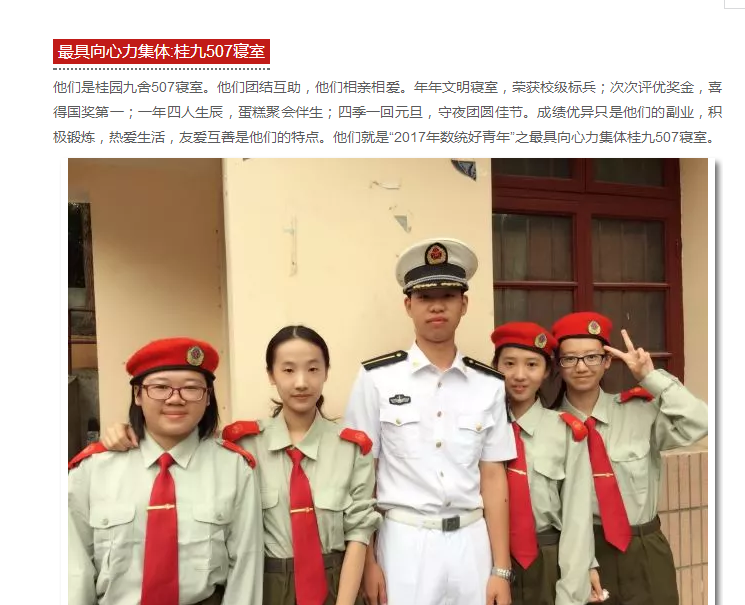 最具向心力集体:桂九507寝室
他们是桂园九舍507寝室。他们团结互助，他们相亲相爱。年年文明寝室，荣获校级标兵；次次评优奖金，喜
得国奖第一；一年四人生辰，蛋糕聚会伴生；四季一回元旦，守夜团圆佳节。成绩优异只是他们的副业，积
极锻炼，热爱生活，友爱互善是他们的特点。他们就是“2017年数统好青年”之最具向心力集体桂九507寝室。